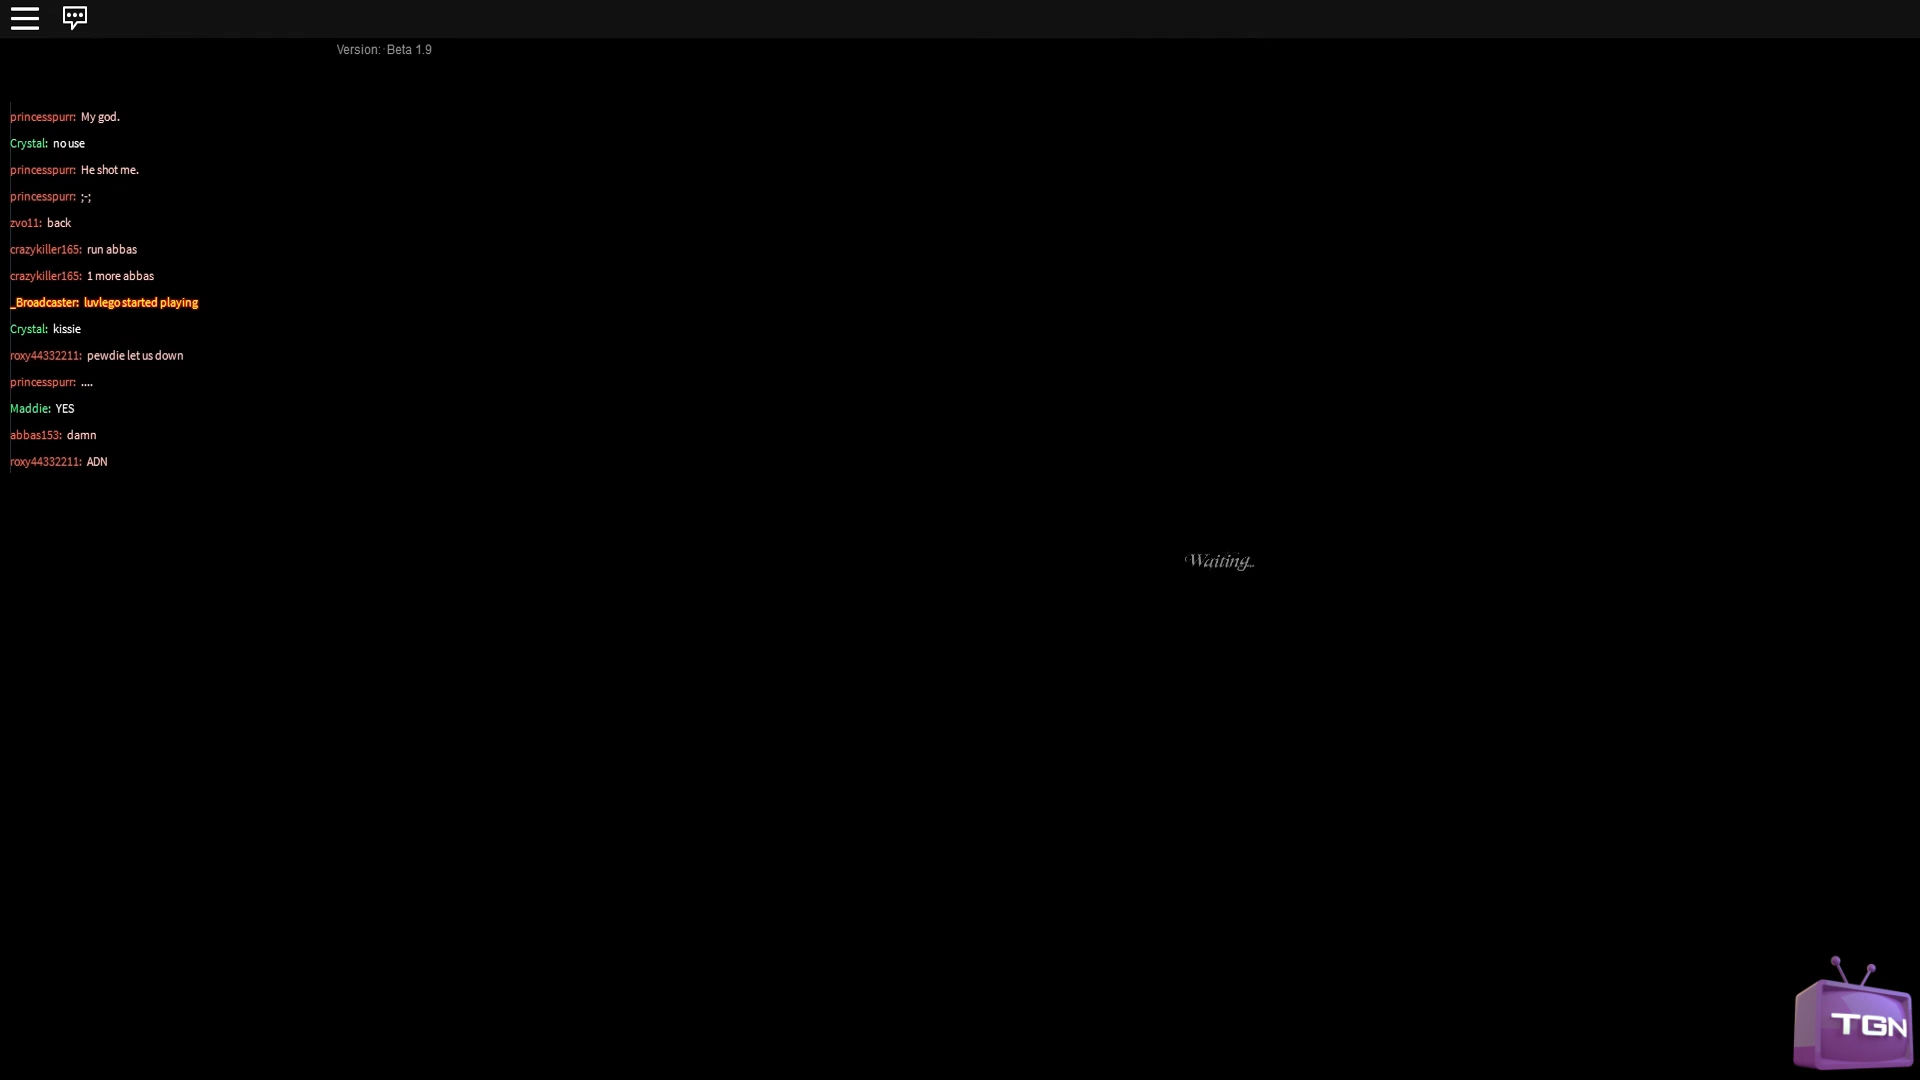 Version: Beta 1.9
princesspurr: My god.
Crystal: no use
princesspurr: He shot me.
princesspurr: ;-;
zvo11: back
crazykiller165: run abbas
crazykiller165: 1 more abbas
_Broadcaster: luvlego started playing
Crystal: kissie
roxy44332211: pewdie let us down
princesspurr: ....
Maddie: YES
abbas153: damn
roxy44332211: ADN
Waiting...
TGN